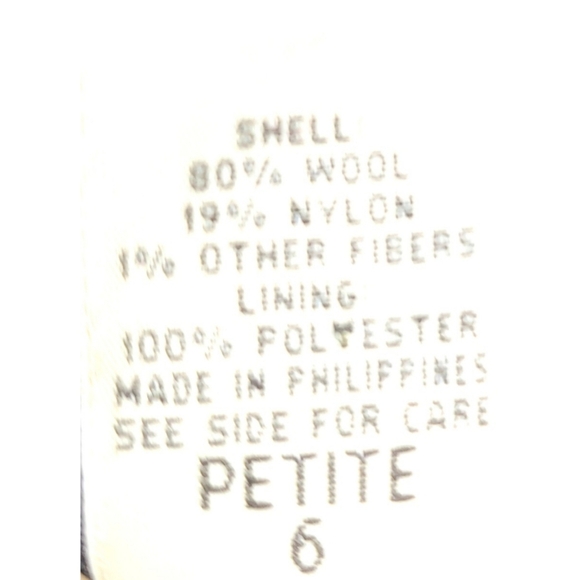 SHELL
80% WOOL
19% NYLON
1% OTHER FIBERS
LINING
100% POLYESTER
MADE IN PHILIPPINES
SEE SIDE FOR CARE
PETITE
6